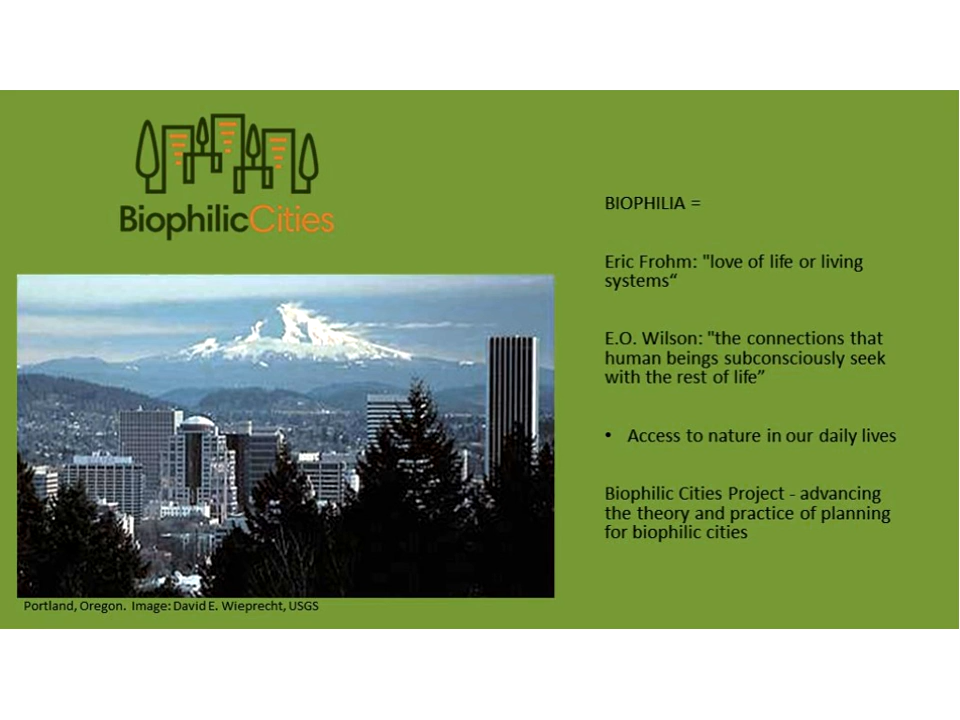 BiophilicCities
BIOPHILIA =
Eric Frohm: "love of life or living
systems“
E.O. Wilson: "the connections that
human beings subconsciously seek
with the rest of life”
• Access to nature in our daily lives
Biophilic Cities Project - advancing
the theory and practice of planning
for biophilic cities
Portland, Oregon. Image: David E. Wieprecht, USGS